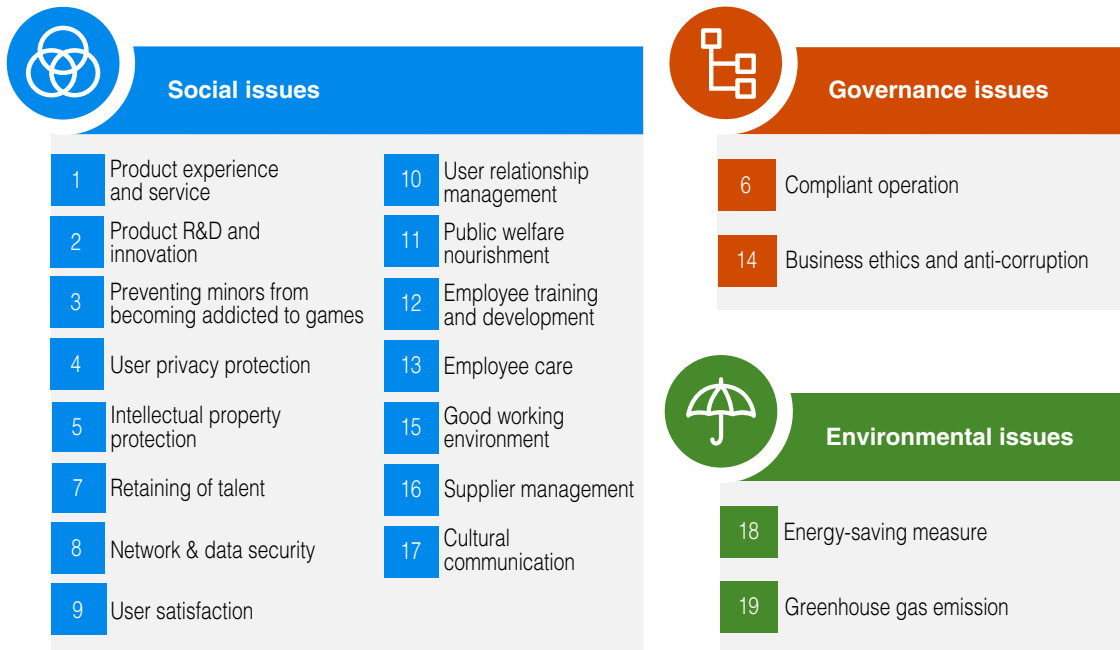 Social issues
1
Product experience
and service
2
Product R&D and
innovation
3
Preventing minors from
becoming addicted to games
4
User privacy protection
5
Intellectual property
protection
7
Retaining of talent
8
Network & data security
9
User satisfaction
10
User relationship
management
11
Public welfare
nourishment
12
Employee training
and development
13
Employee care
15
Good working
environment
16
Supplier management
17
Cultural
communication
Governance issues
6
Compliant operation
14
Business ethics and anti-corruption
Environmental issues
18
Energy-saving measure
19
Greenhouse gas emission